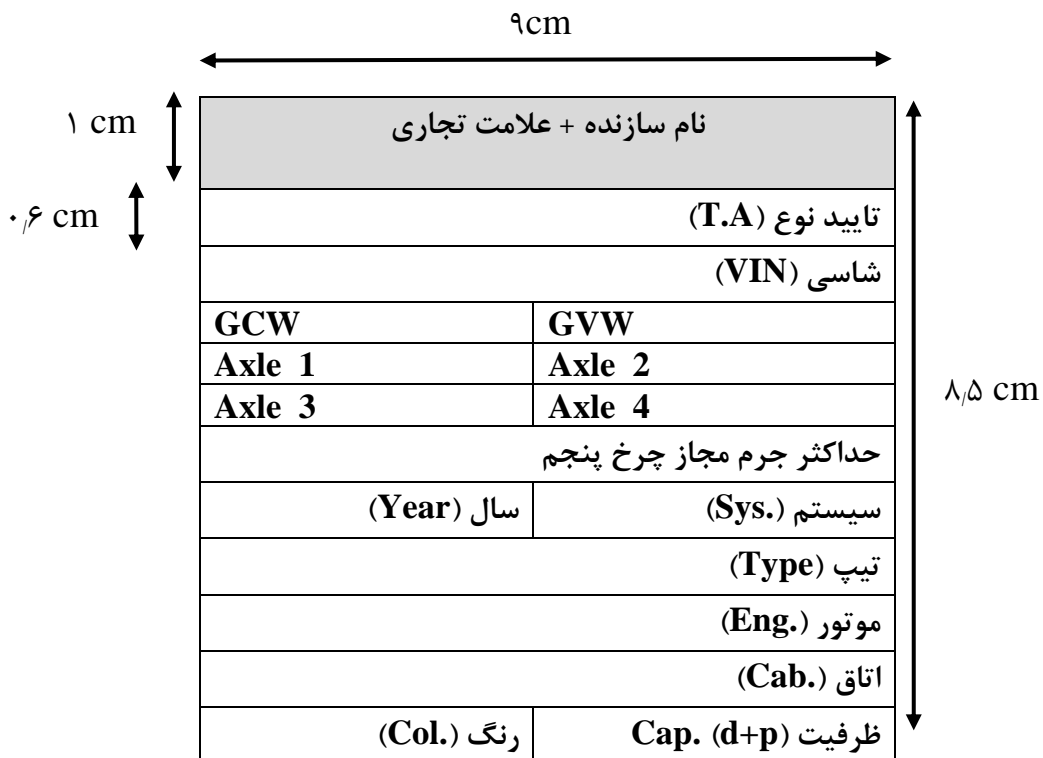 ۹cm
۱ cm
نام سازنده + علامت تجاری
۰٫۶ cm
تایید نوع (T.A)
شاسی (VIN)
GCW GVW
Axle 1 Axle 2
Axle 3 Axle 4
۸٫۵ cm
حداکثر جرم مجاز چرخ پنجم
سیستم (Sys.) سال (Year)
تیپ (Type)
موتور (Eng.)
اتاق (Cab.)
ظرفیت Cap. (d+p) رنگ (Col.)